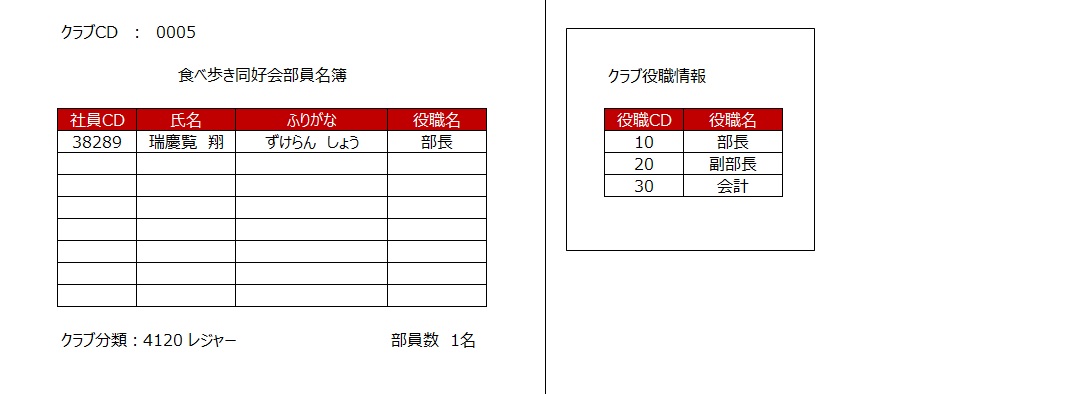 クラブCD ： 0005
食べ歩き同好会部員名簿
社員CD 氏名 ふりがな 役職名
38289 瑞慶覧 翔 ずけらん しょう 部長
クラブ分類：4120 レジャー 部員数 1名
クラブ役職情報
役職CD 役職名
10 部長
20 副部長
30 会計